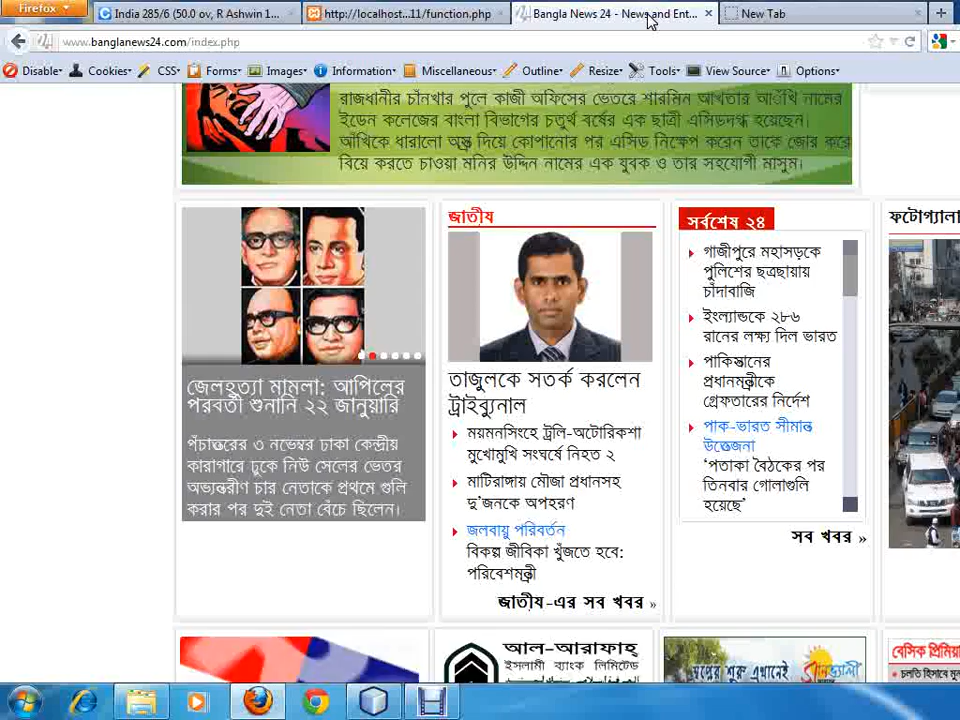 Firefox
India 285/6 (50.0 ov, R Ashwin 1...
http://localhost...11/function.php
Bangla News 24 - News and Ent...
New Tab
www.banglanews24.com/index.php
Disable
Cookies
CSS
Forms
Images
Information
Miscellaneous
Outline
Resize
Tools
View Source
Options
রাজধানীর চাঁনখার পুলে কাজী অফিসের ভেতরে শারমিন আখতার আঁখি নামের
ইডেন কলেজের বাংলা বিভাগের চতুর্থ বর্ষের এক ছাত্রী এসিডদগ্ধ হয়েছেন।
আঁখিকে ধারালো অস্ত্র দিয়ে কোপানোর পর এসিড নিক্ষেপ করেন তাকে জোর করে
বিয়ে করতে চাওয়া মনির উদ্দিন নামের এক যুবক ও তার সহযোগী মাসুম।
জেলহত্যা মামলা: আপিলের
পরবর্তী শুনানি ২২ জানুয়ারি
পঁচাত্তরের ৩ নভেম্বর ঢাকা কেন্দ্রীয়
কারাগারে ঢুকে নিউ সেলের ভেতর
অভ্যন্তরীণ চার নেতাকে প্রথমে গুলি
করার পর দুই নেতা বেঁচে ছিলেন।
জাতীয়
তাজুলকে সতর্ক করলেন
ট্রাইব্যুনাল
ময়মনসিংহে ট্রলি-অটোরিকশা
মুখোমুখি সংঘর্ষে নিহত ২
মাটিরাঙ্গায় মৌজা প্রধানসহ
দু'জনকে অপহরণ
জলবায়ু পরিবর্তন
বিকল্প জীবিকা খুঁজতে হবে:
পরিবেশমন্ত্রী
জাতীয়-এর সব খবর »
সর্বশেষ ২৪
গাজীপুরে মহাসড়কে
পুলিশের ছত্রছায়ায়
চাঁদাবাজি
ইংল্যান্ডকে ২৮৬
রানের লক্ষ্য দিল ভারত
পাকিস্তানের
প্রধানমন্ত্রীকে
গ্রেফতারের নির্দেশ
পাক-ভারত সীমান্ত
উত্তেজনা
'পতাকা বৈঠকের পর
তিনবার গোলাগুলি
হয়েছে'
সব খবর »
ফটোগ্যালা
আল-আরাফাহ্
ইসলামী ব্যাংক লিমিটেড
স্বপ্নের শুরু এখানেই
বেসিক প্রিমিয়া